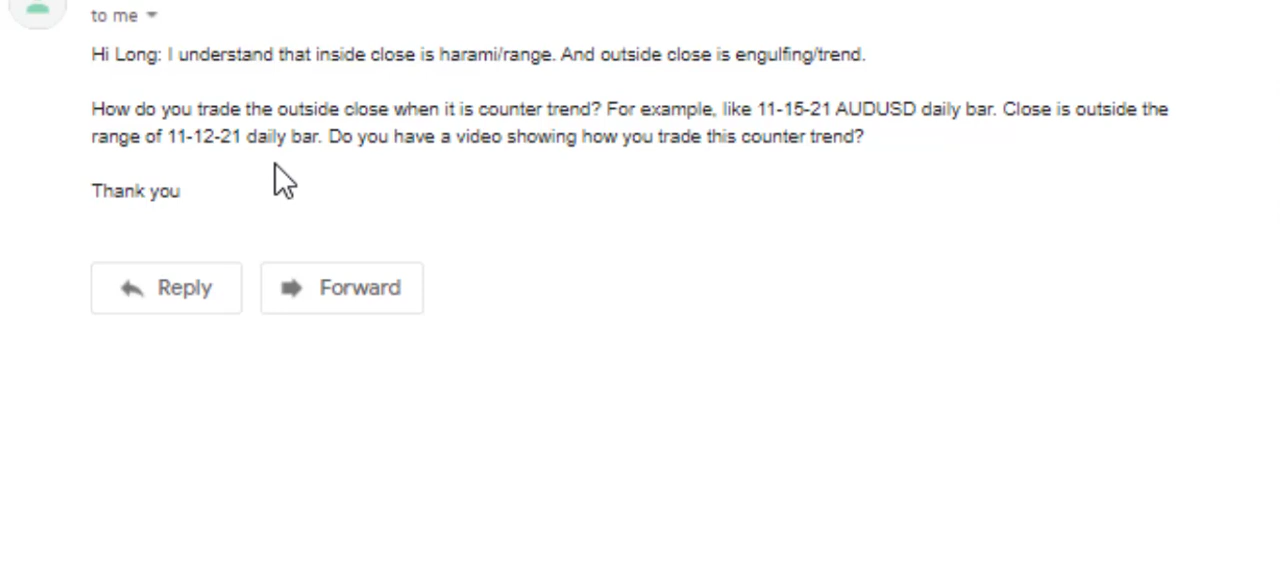 to me
Hi Long: I understand that inside close is harami/range. And outside close is engulfing/trend.
How do you trade the outside close when it is counter trend? For example, like 11-15-21 AUDUSD daily bar. Close is outside the
range of 11-12-21 daily bar. Do you have a video showing how you trade this counter trend?
Thank you
Reply
Forward